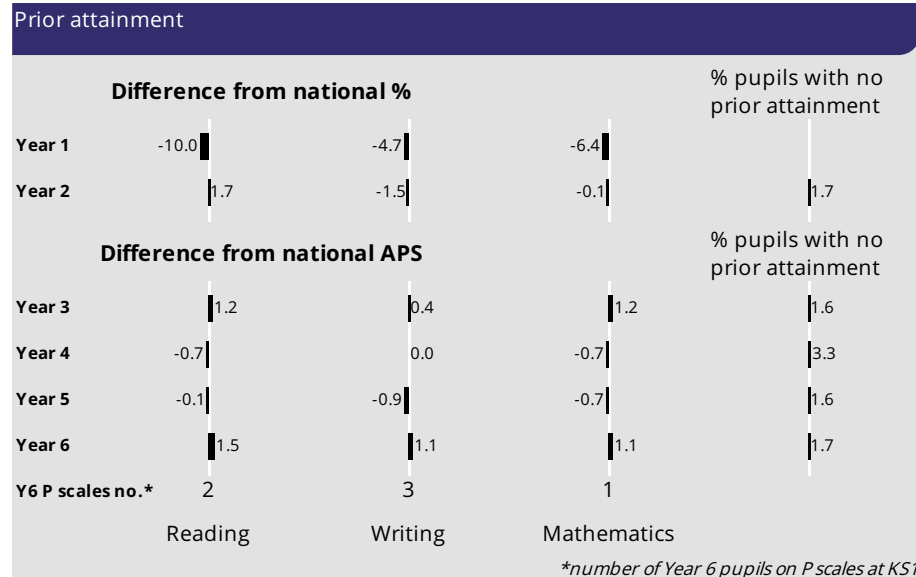 Prior attainment
Difference from national %
% pupils with no
prior attainment
Year 1 -10.0 -4.7 -6.4
Year 2 1.7 -1.5 -0.1 1.7
Difference from national APS
% pupils with no
prior attainment
Year 3 1.2 0.4 1.2 1.6
Year 4 -0.7 0.0 -0.7 3.3
Year 5 -0.1 -0.9 -0.7 1.6
Year 6 1.5 1.1 1.1 1.7
Y6 P scales no.* 2 3 1
Reading Writing Mathematics
*number of Year 6 pupils on P scales at KS1